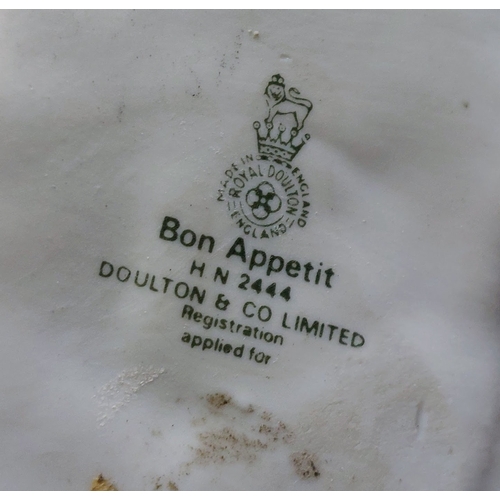 MADE IN ENGLAND
ROYAL DOULTON
ENGLAND
Bon Appetit
H N 2444
DOULTON & CO LIMITED
Registration
applied for